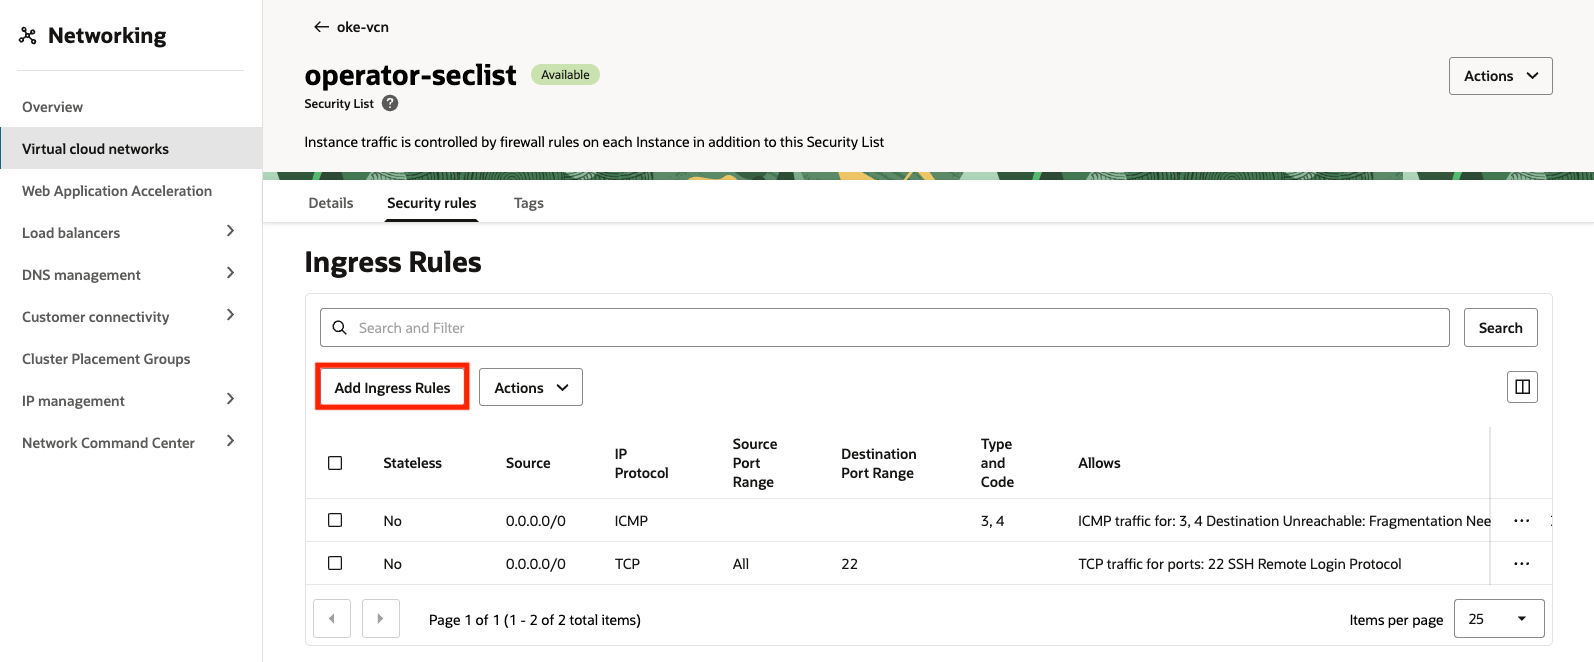 Networking
Overview
Virtual cloud networks
Web Application Acceleration
Load balancers
DNS management
Customer connectivity
Cluster Placement Groups
IP management
Network Command Center
← oke-vcn
operator-seclist Available
Security List ?
Actions
Instance traffic is controlled by firewall rules on each Instance in addition to this Security List
Details Security rules Tags
Ingress Rules
Search and Filter Search
Add Ingress Rules Actions
Stateless Source IP Protocol Source Port Range Destination Port Range Type and Code Allows
No 0.0.0.0/0 ICMP 3, 4 ICMP traffic for: 3, 4 Destination Unreachable: Fragmentation Nee ...
No 0.0.0.0/0 TCP All 22 TCP traffic for ports: 22 SSH Remote Login Protocol ...
Page 1 of 1 (1 - 2 of 2 total items) Items per page 25